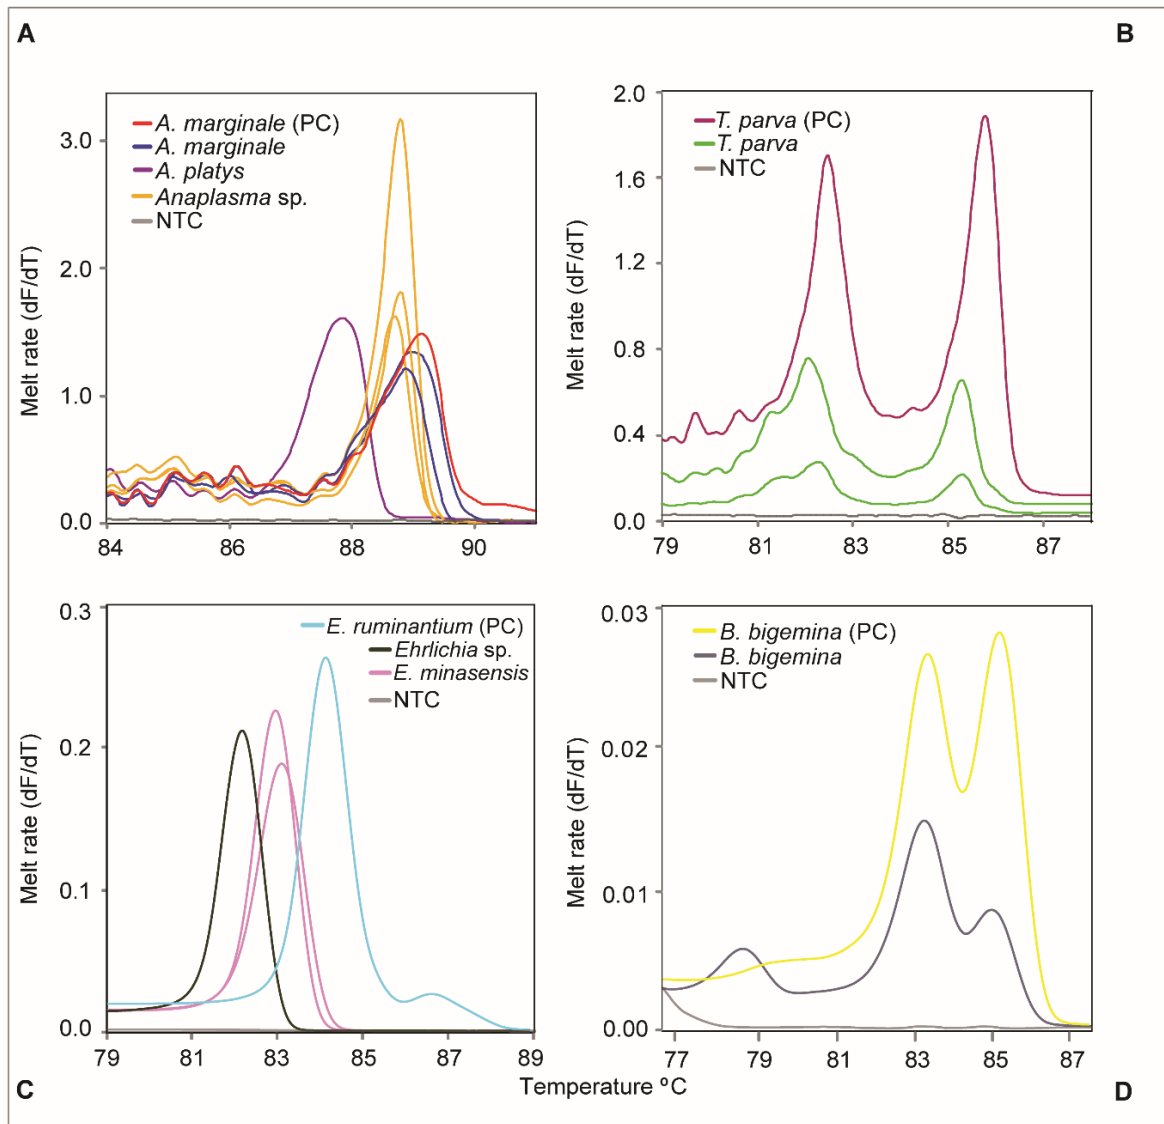 A
B
3.0
2.0
1.0
0.0
84
86
88
90
Melt rate (dF/dT)
A. marginale (PC)
A. marginale
A. platys
Anaplasma sp.
NTC
2.0
1.6
1.2
0.8
0.4
0.0
79
81
83
85
87
Melt rate (dF/dT)
T. parva (PC)
T. parva
NTC
0.3
0.2
0.1
0.0
79
81
83
85
87
89
Melt rate (dF/dT)
E. ruminantium (PC)
Ehrlichia sp.
E. minasensis
NTC
0.03
0.02
0.01
0.00
77
79
81
83
85
87
Melt rate (dF/dT)
B. bigemina (PC)
B. bigemina
NTC
Temperature ºC
C
D